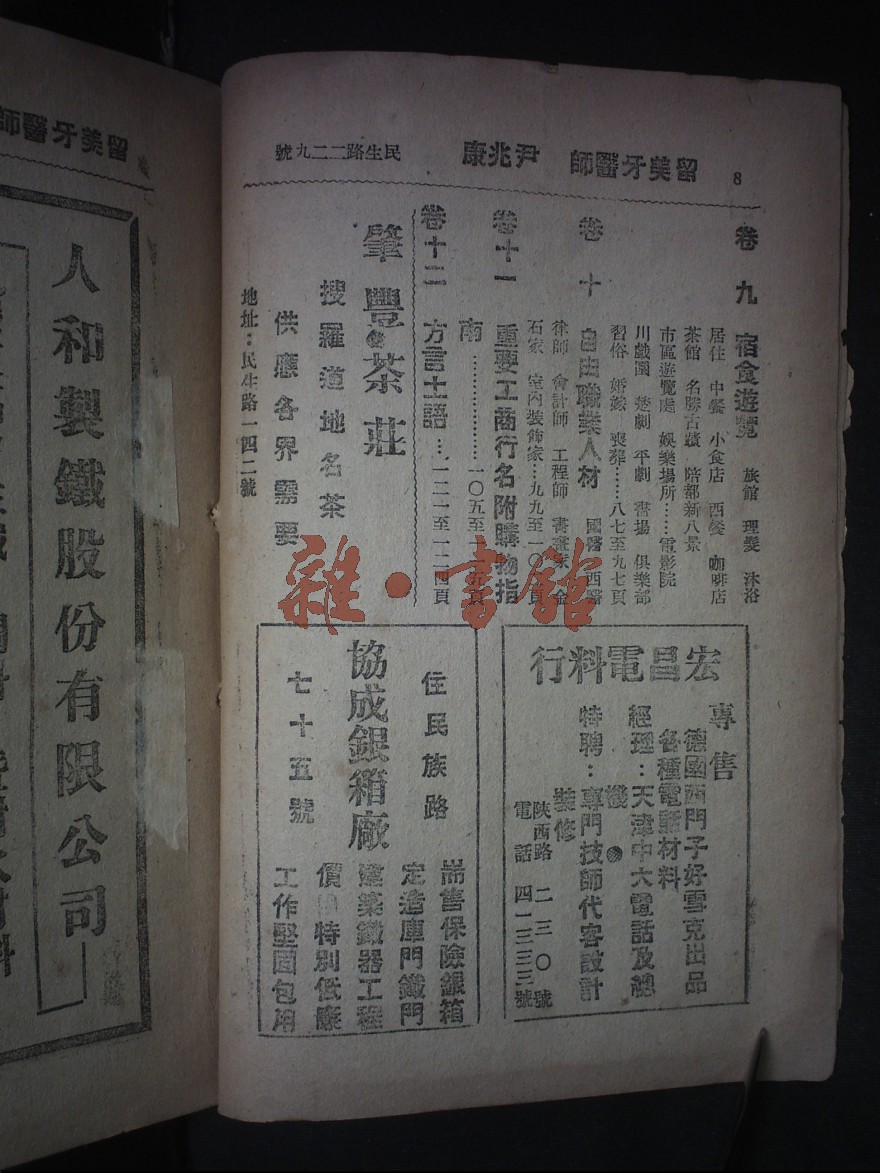 留美牙醫師
人和製鐵股份有限公司
8
留美牙醫師 尹兆康 民生路二二九號
卷九 宿食遊覽 旅館 理髮 沐浴
居住 中餐 小食店 西餐 咖啡店
茶館 名勝古蹟 陪都新八景
市區遊覽處 娛樂場所……電影院
川戲園 楚劇 平劇 書場 俱樂部
習俗 婚嫁 喪葬……八七至九七頁
卷十 自由職業人材 國醫 西醫
律師 會計師 工程師 書畫家 金
石家 室內裝飾家…九九至一〇 頁
卷十一 重要工商行名附購物指
南………………一〇五至一 五頁
卷十二 方言土語…一二一至一二四頁
肇豐茶莊
搜羅道地名茶
供應各界需要
地址：民生路一四二號
宏昌電料行
專售
德國西門子好雪克出品
各種電話材料
經理：天津中大電話及總
機
特聘：專門技師代客設計
裝修
陝西路 二三〇號
電話 四一三三三號
住民族路
協成銀箱廠
七十五號
耑售保險銀箱
定造庫門鐵門
建築鐵器工程
價 特別低廉
工作堅固包用
雜·書館